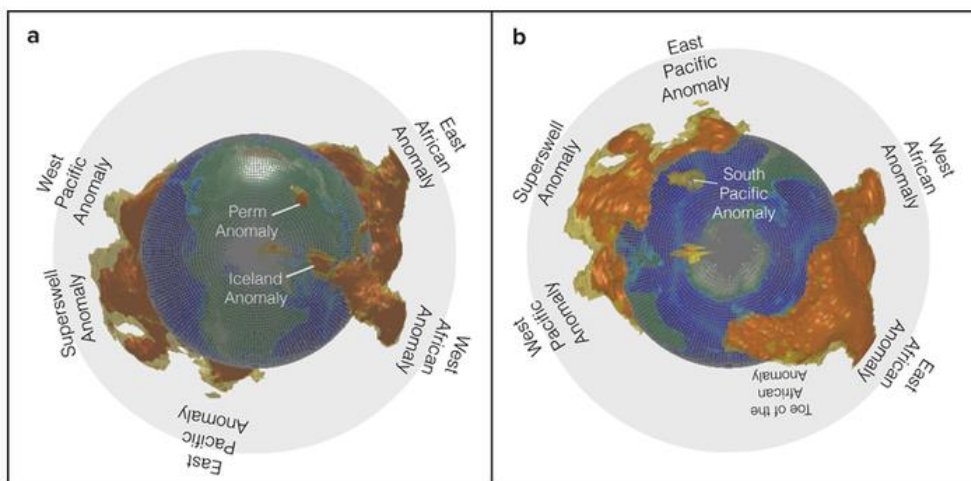 a
West
Pacific
Anomaly
East
African
Anomaly
Perm
Anomaly
Iceland
Anomaly
Superswell
Anomaly
West
African
Anomaly
East
Pacific
Anomaly
b
East
Pacific
Anomaly
Superswell
Anomaly
West
African
Anomaly
South
Pacific
Anomaly
West
Pacific
Anomaly
East
African
Anomaly
Toe of the
African
Anomaly